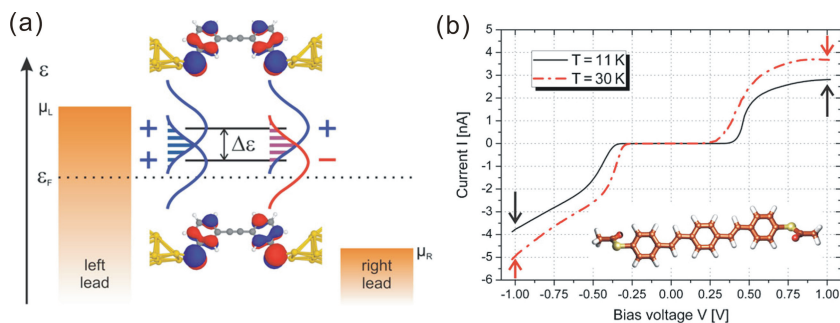 (a)
ε
μL
+
+
Δε
+
−
εF
left
lead
right
lead
μR
(b)
Current I [nA]
5
4
3
2
1
0
-1
-2
-3
-4
-5
-6
T = 11 K
T = 30 K
-1.00 -0.75 -0.50 -0.25 0.00 0.25 0.50 0.75 1.00
Bias voltage V [V]